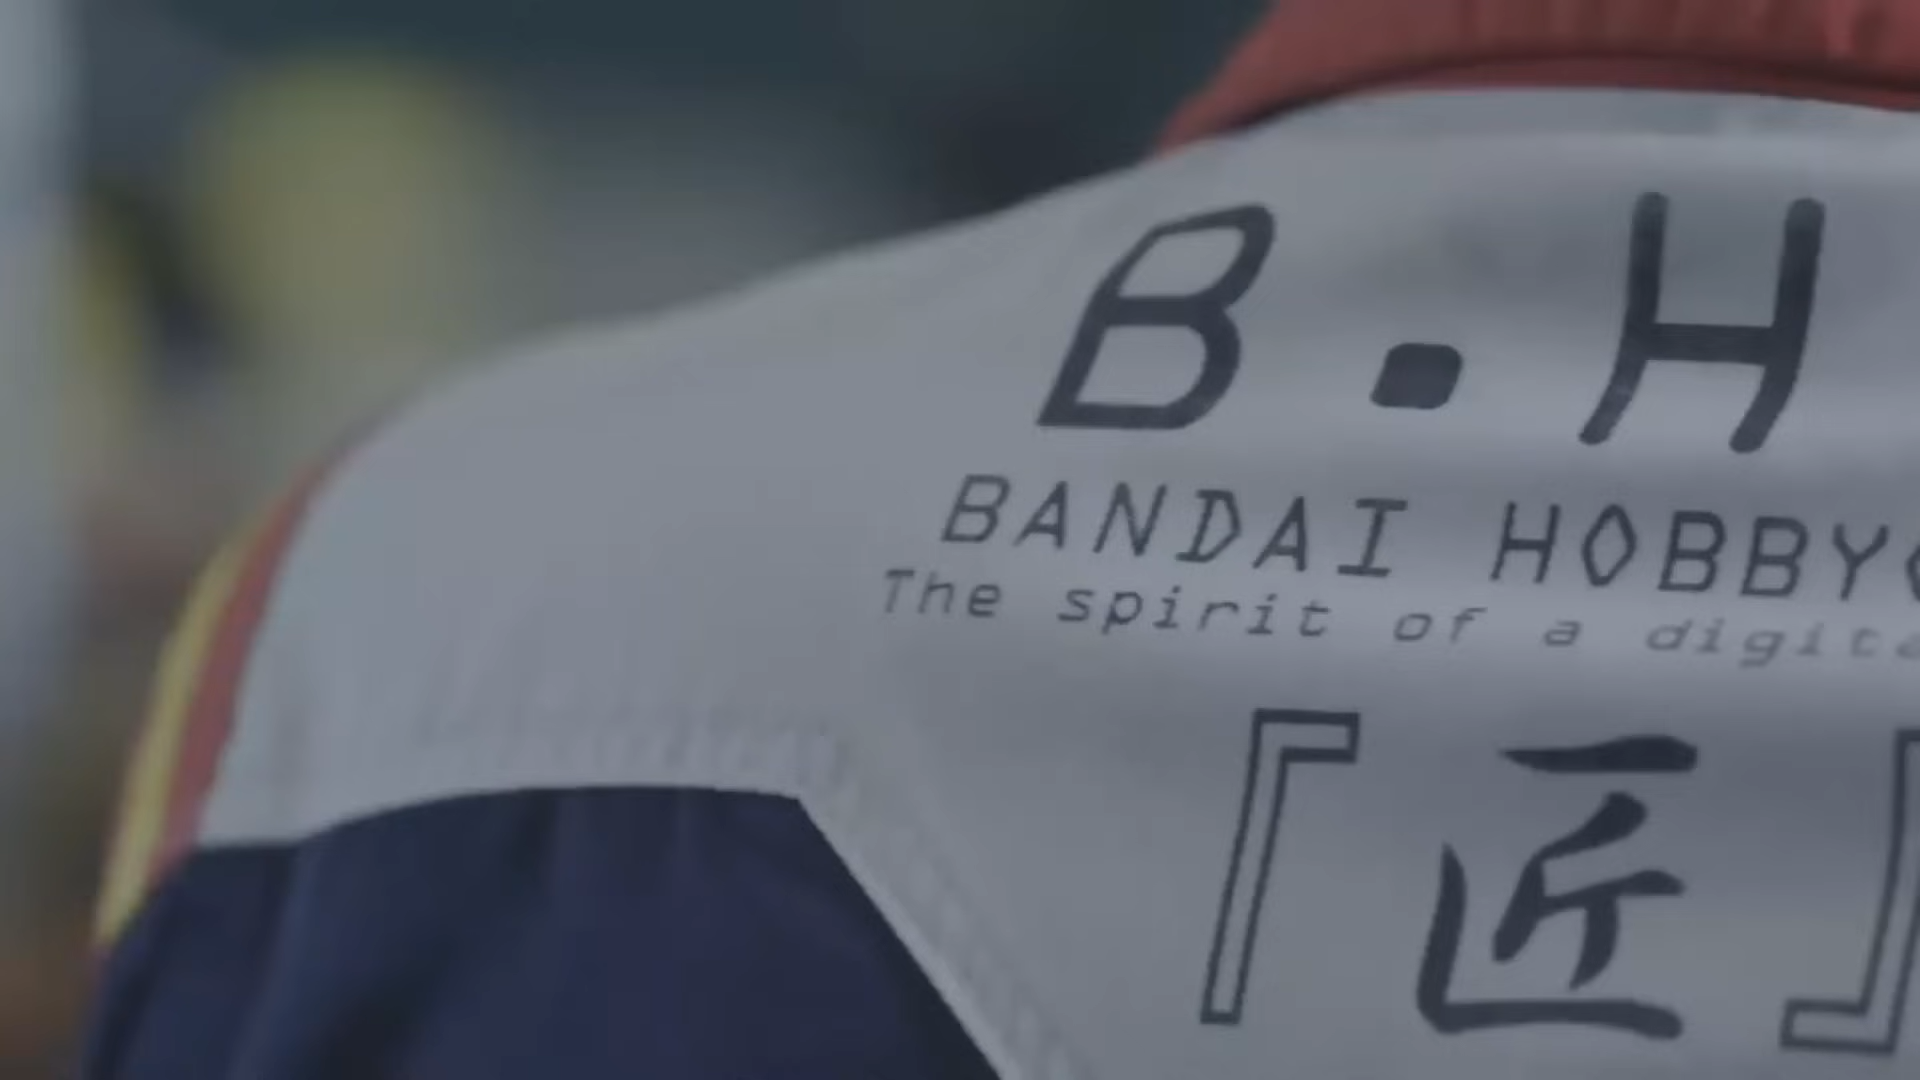 B.H
BANDAI HOBBY
The spirit of a
『匠』